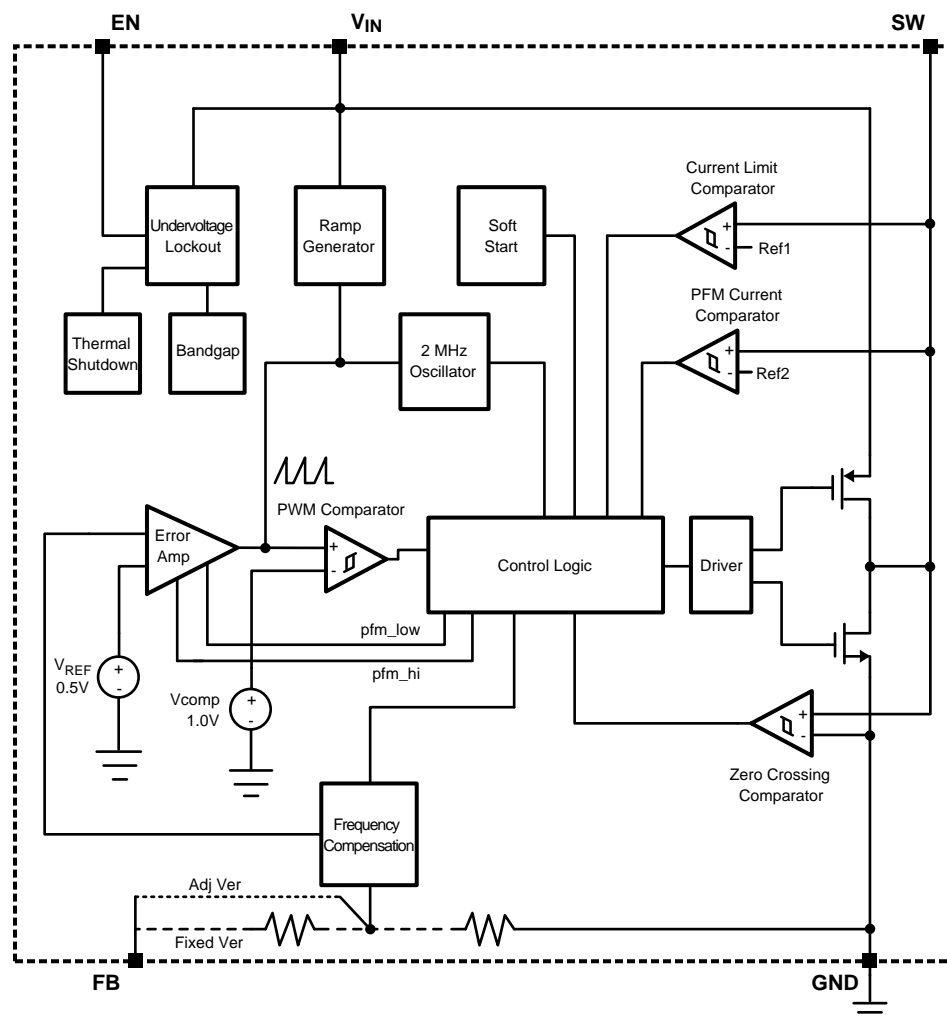 EN
VIN
SW
Current Limit
Comparator
Undervoltage
Lockout
Ramp
Generator
Soft
Start
+
-
Ref1
PFM Current
Comparator
Thermal
Shutdown
Bandgap
2 MHz
Oscillator
+
-
Ref2
PWM Comparator
Error
Amp
+
-
Control Logic
Driver
pfm_low
pfm_hi
VREF
0.5V
+
-
Vcomp
1.0V
+
-
+
-
Zero Crossing
Comparator
Frequency
Compensation
Adj Ver
Fixed Ver
FB
GND